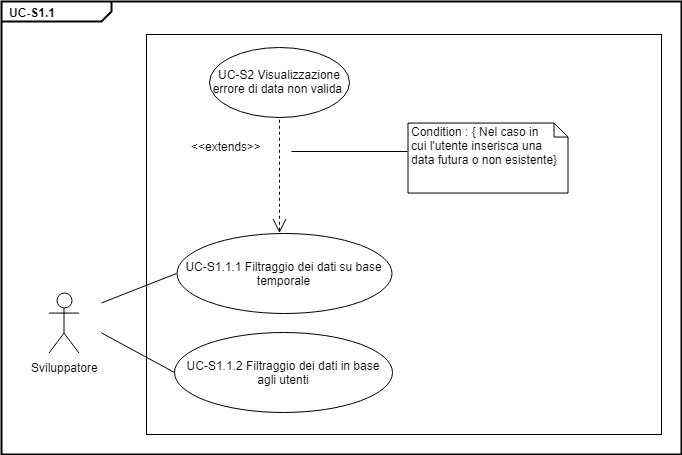 UC-S1.1
UC-S2 Visualizzazione
errore di data non valida
<<extends>>
Condition : { Nel caso in
cui l'utente inserisca una
data futura o non esistente}
UC-S1.1.1 Filtraggio dei dati su base
temporale
UC-S1.1.2 Filtraggio dei dati in base
agli utenti
Sviluppatore